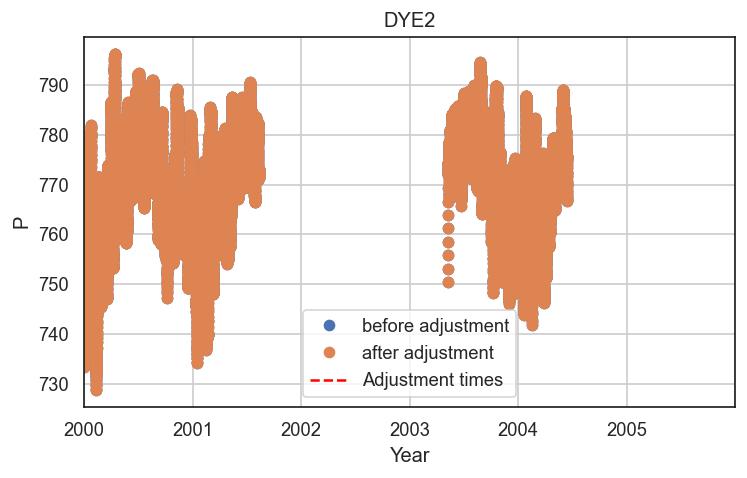 DYE2
P
790
780
770
760
750
740
730
before adjustment
after adjustment
Adjustment times
2000 2001 2002 2003 2004 2005
Year